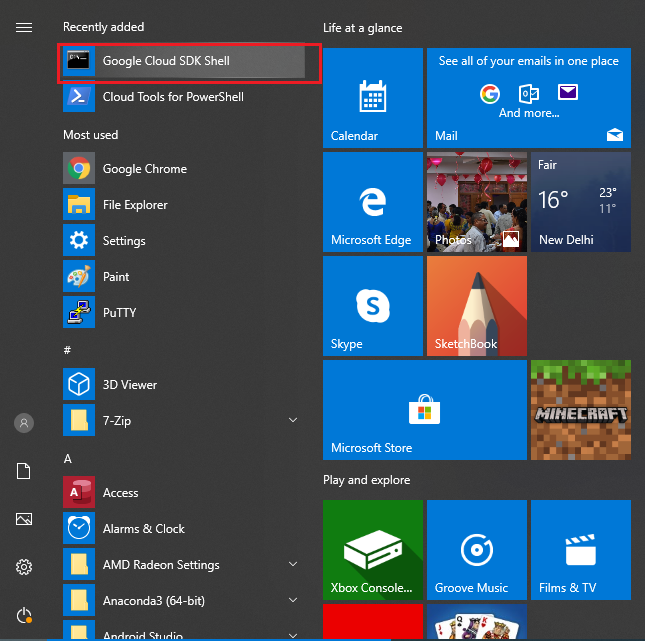 Recently added
Google Cloud SDK Shell
Cloud Tools for PowerShell
Most used
Google Chrome
File Explorer
Settings
Paint
PuTTY
#
3D Viewer
7-Zip
A
Access
Alarms & Clock
AMD Radeon Settings
Anaconda3 (64-bit)
Android Studio
Life at a glance
Calendar
See all of your emails in one place
And more...
Mail
Microsoft Edge
Photos
Fair
16°
23°
11°
New Delhi
Skype
SketchBook
Microsoft Store
MINECRAFT
Play and explore
Xbox Console...
Groove Music
Films & TV